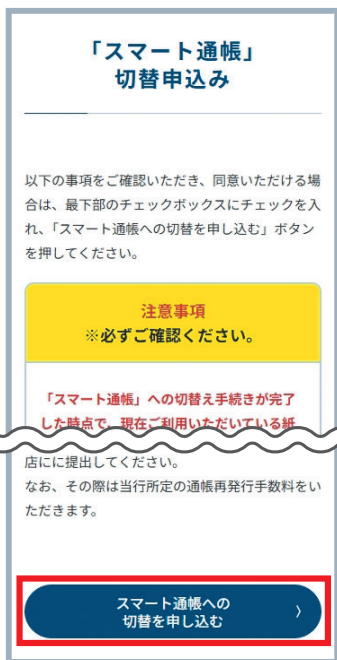 「スマート通帳」
切替申込み
以下の事項をご確認いただき、同意いただける場
合は、最下部のチェックボックスにチェックを入
れ、「スマート通帳への切替を申し込む」ボタン
を押してください。
注意事項
※必ずご確認ください。
「スマート通帳」への切替え手続きが完了
した時点で、現在ご利用いただいている紙
店にに提出してください。
なお、その際は当行所定の通帳再発行手数料をい
ただきます。
スマート通帳への
切替を申し込む